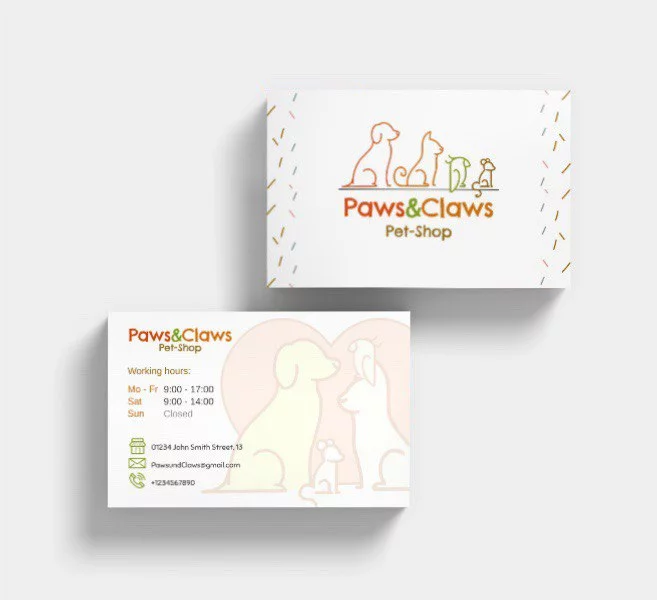 Paws&Claws
Pet-Shop
Paws&Claws
Pet-Shop
Working hours:
Mo - Fr 9:00 - 17:00
Sat 9:00 - 14:00
Sun Closed
01234 John Smith Street,13
PawsundClaws@gmail.com
+1234567890